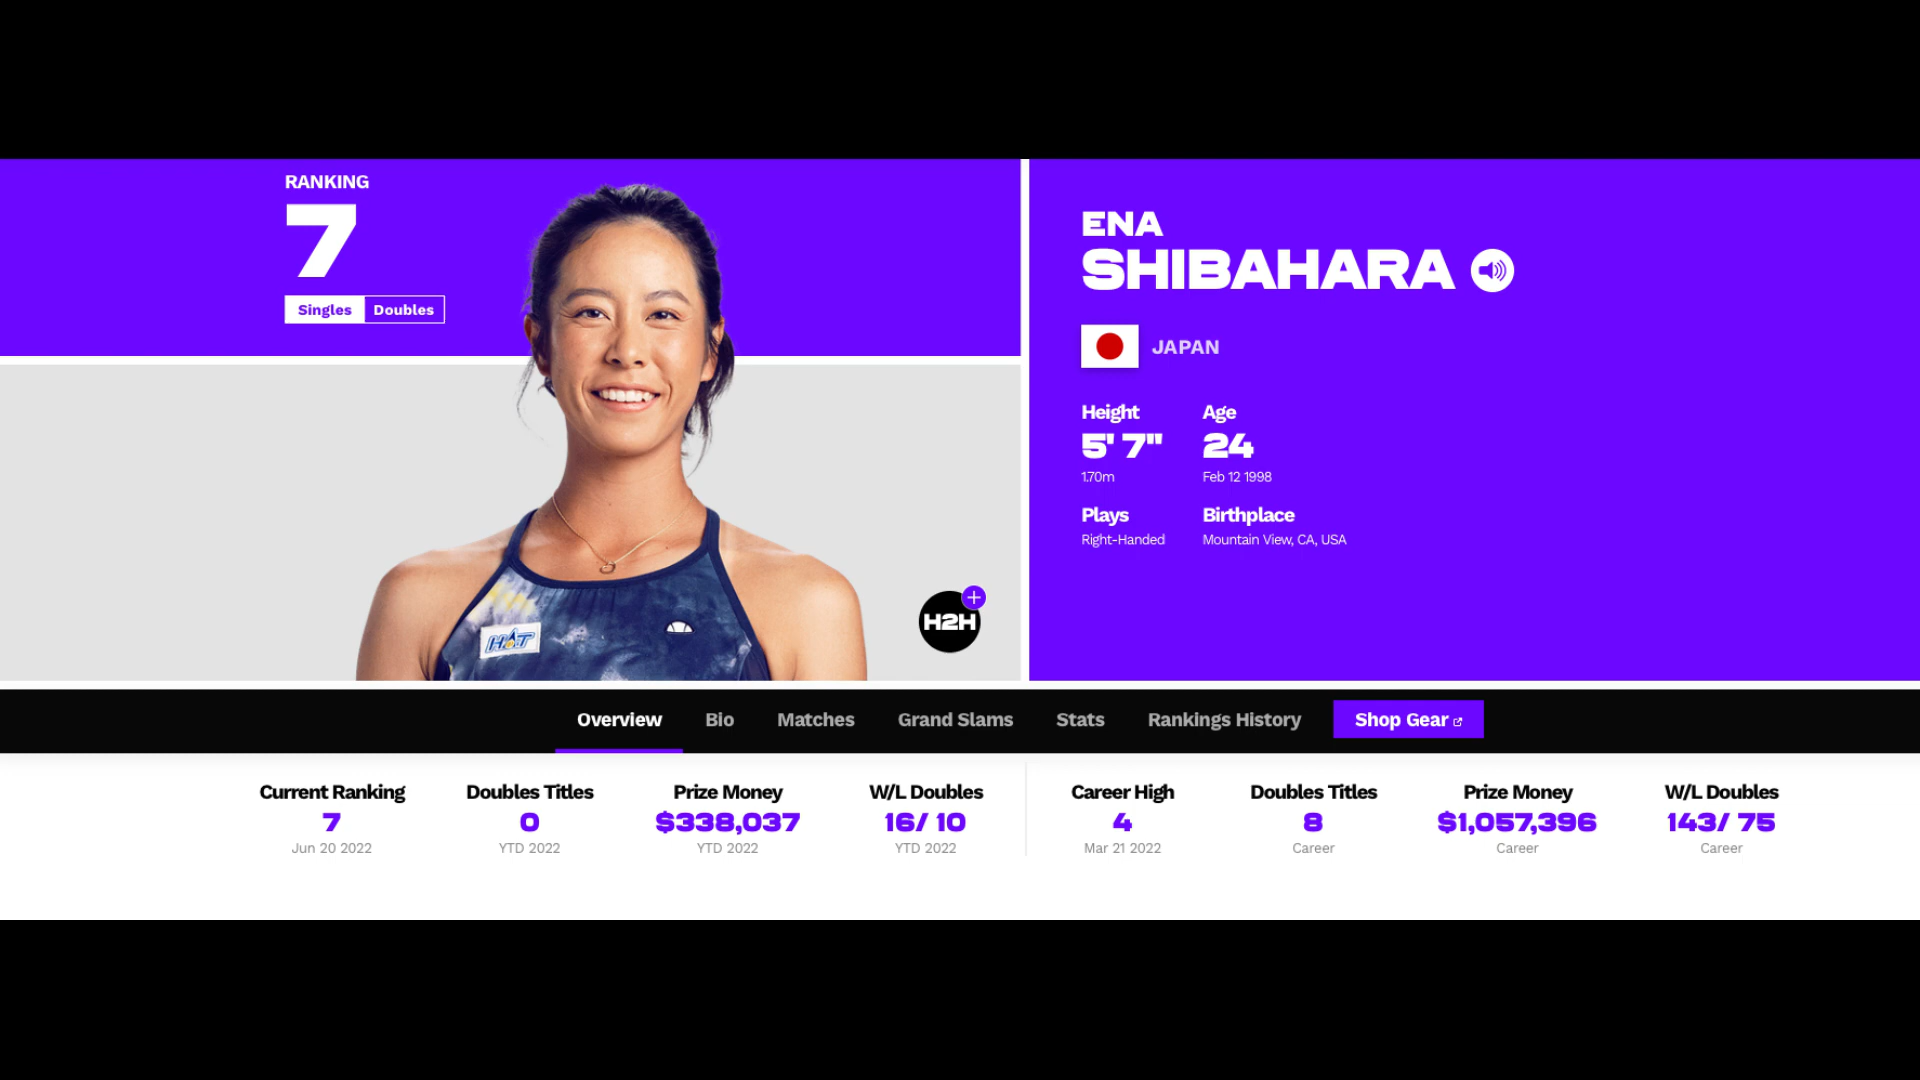 RANKING
7
Singles Doubles
ENA
SHIBAHARA
JAPAN
Height Age
5' 7" 24
1.70m Feb 12 1998
Plays Birthplace
Right-Handed Mountain View, CA, USA
HAT
H2H
Overview Bio Matches Grand Slams Stats Rankings History Shop Gear
Current Ranking Doubles Titles Prize Money W/L Doubles Career High Doubles Titles Prize Money W/L Doubles
7 0 $338,037 16/ 10 4 8 $1,057,396 143/ 75
Jun 20 2022 YTD 2022 YTD 2022 YTD 2022 Mar 21 2022 Career Career Career